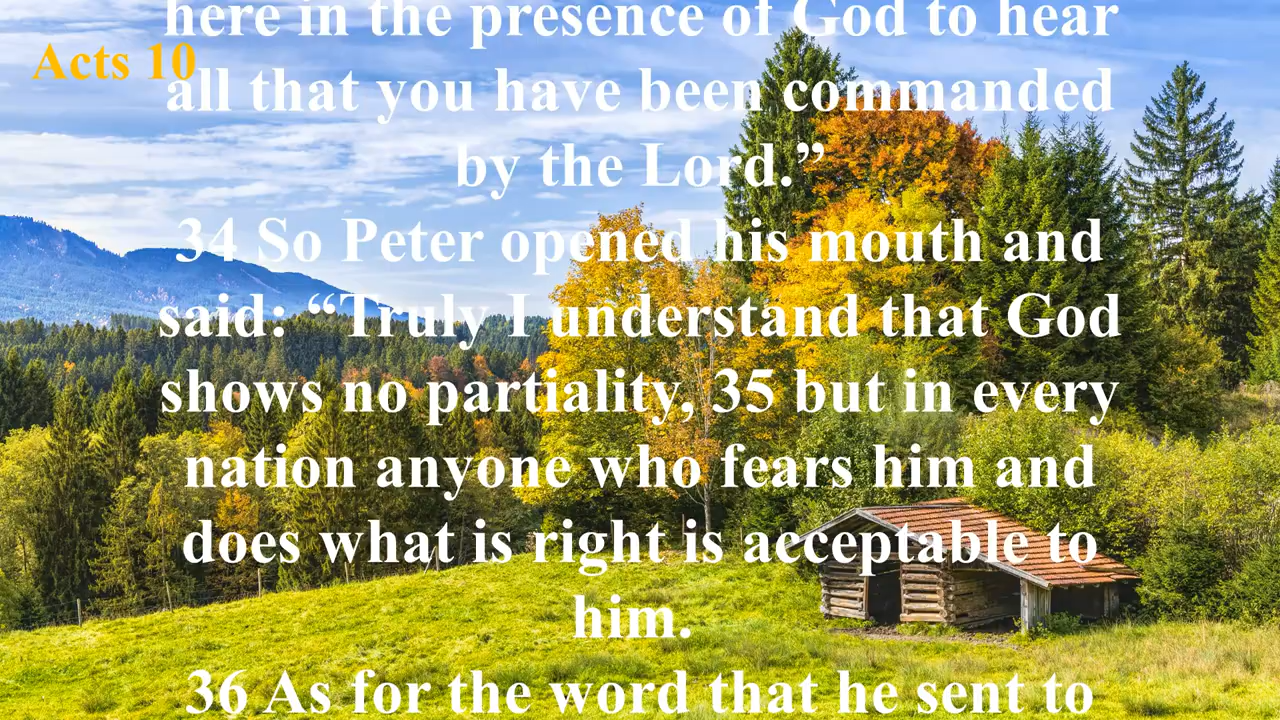 here in the presence of God to hear
Acts 10
all that you have been commanded
by the Lord.”
34 So Peter opened his mouth and
said: “Truly I understand that God
shows no partiality, 35 but in every
nation anyone who fears him and
does what is right is acceptable to
him.
36 As for the word that he sent to